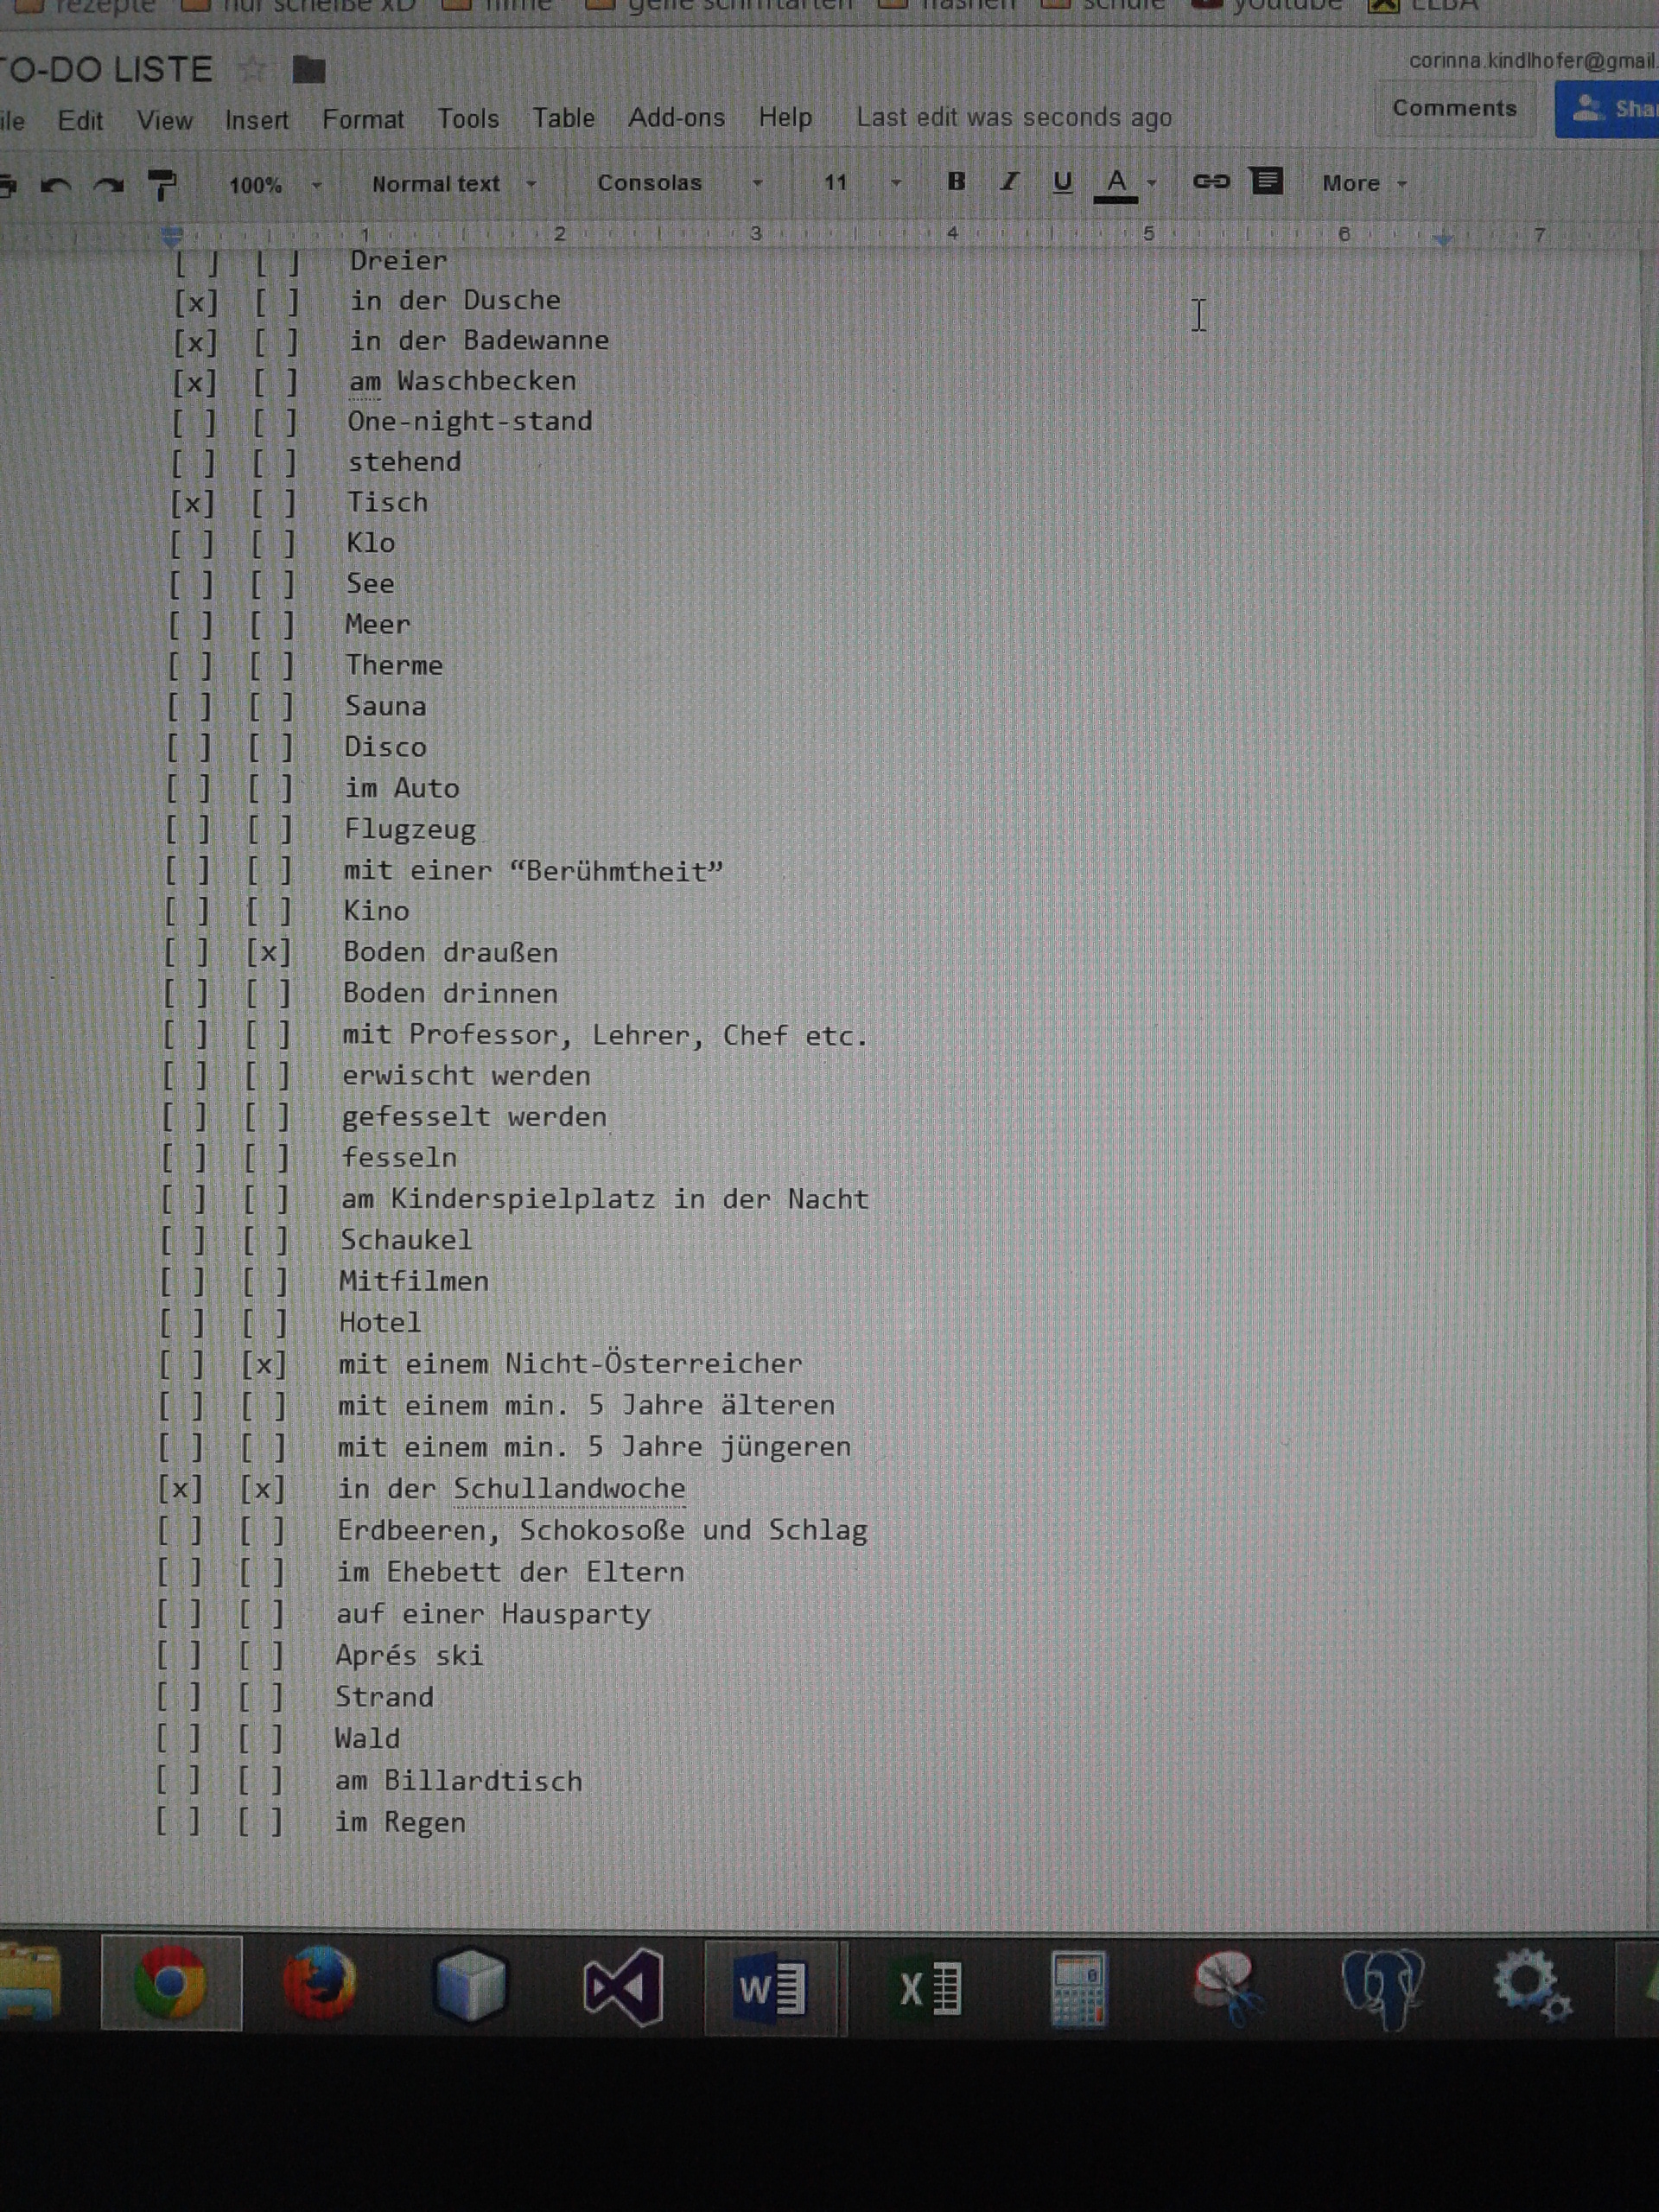 rezepte nur scheiße xD filme geile schriftarten flashen schule youtube ELBA
TO-DO LISTE
corinna.kindlhofer@gmail.
File Edit View Insert Format Tools Table Add-ons Help Last edit was seconds ago Comments Share
100% Normal text Consolas 11 B I U A More
1 2 3 4 5 6 7
[ ] [ ] Dreier
[x] [ ] in der Dusche
[x] [ ] in der Badewanne
[x] [ ] am Waschbecken
[ ] [ ] One-night-stand
[ ] [ ] stehend
[x] [ ] Tisch
[ ] [ ] Klo
[ ] [ ] See
[ ] [ ] Meer
[ ] [ ] Therme
[ ] [ ] Sauna
[ ] [ ] Disco
[ ] [ ] im Auto
[ ] [ ] Flugzeug
[ ] [ ] mit einer “Berühmtheit”
[ ] [ ] Kino
[ ] [x] Boden draußen
[ ] [ ] Boden drinnen
[ ] [ ] mit Professor, Lehrer, Chef etc.
[ ] [ ] erwischt werden
[ ] [ ] gefesselt werden
[ ] [ ] fesseln
[ ] [ ] am Kinderspielplatz in der Nacht
[ ] [ ] Schaukel
[ ] [ ] Mitfilmen
[ ] [ ] Hotel
[ ] [x] mit einem Nicht-Österreicher
[ ] [ ] mit einem min. 5 Jahre älteren
[ ] [ ] mit einem min. 5 Jahre jüngeren
[x] [x] in der Schullandwoche
[ ] [ ] Erdbeeren, Schokosoße und Schlag
[ ] [ ] im Ehebett der Eltern
[ ] [ ] auf einer Hausparty
[ ] [ ] Aprés ski
[ ] [ ] Strand
[ ] [ ] Wald
[ ] [ ] am Billardtisch
[ ] [ ] im Regen